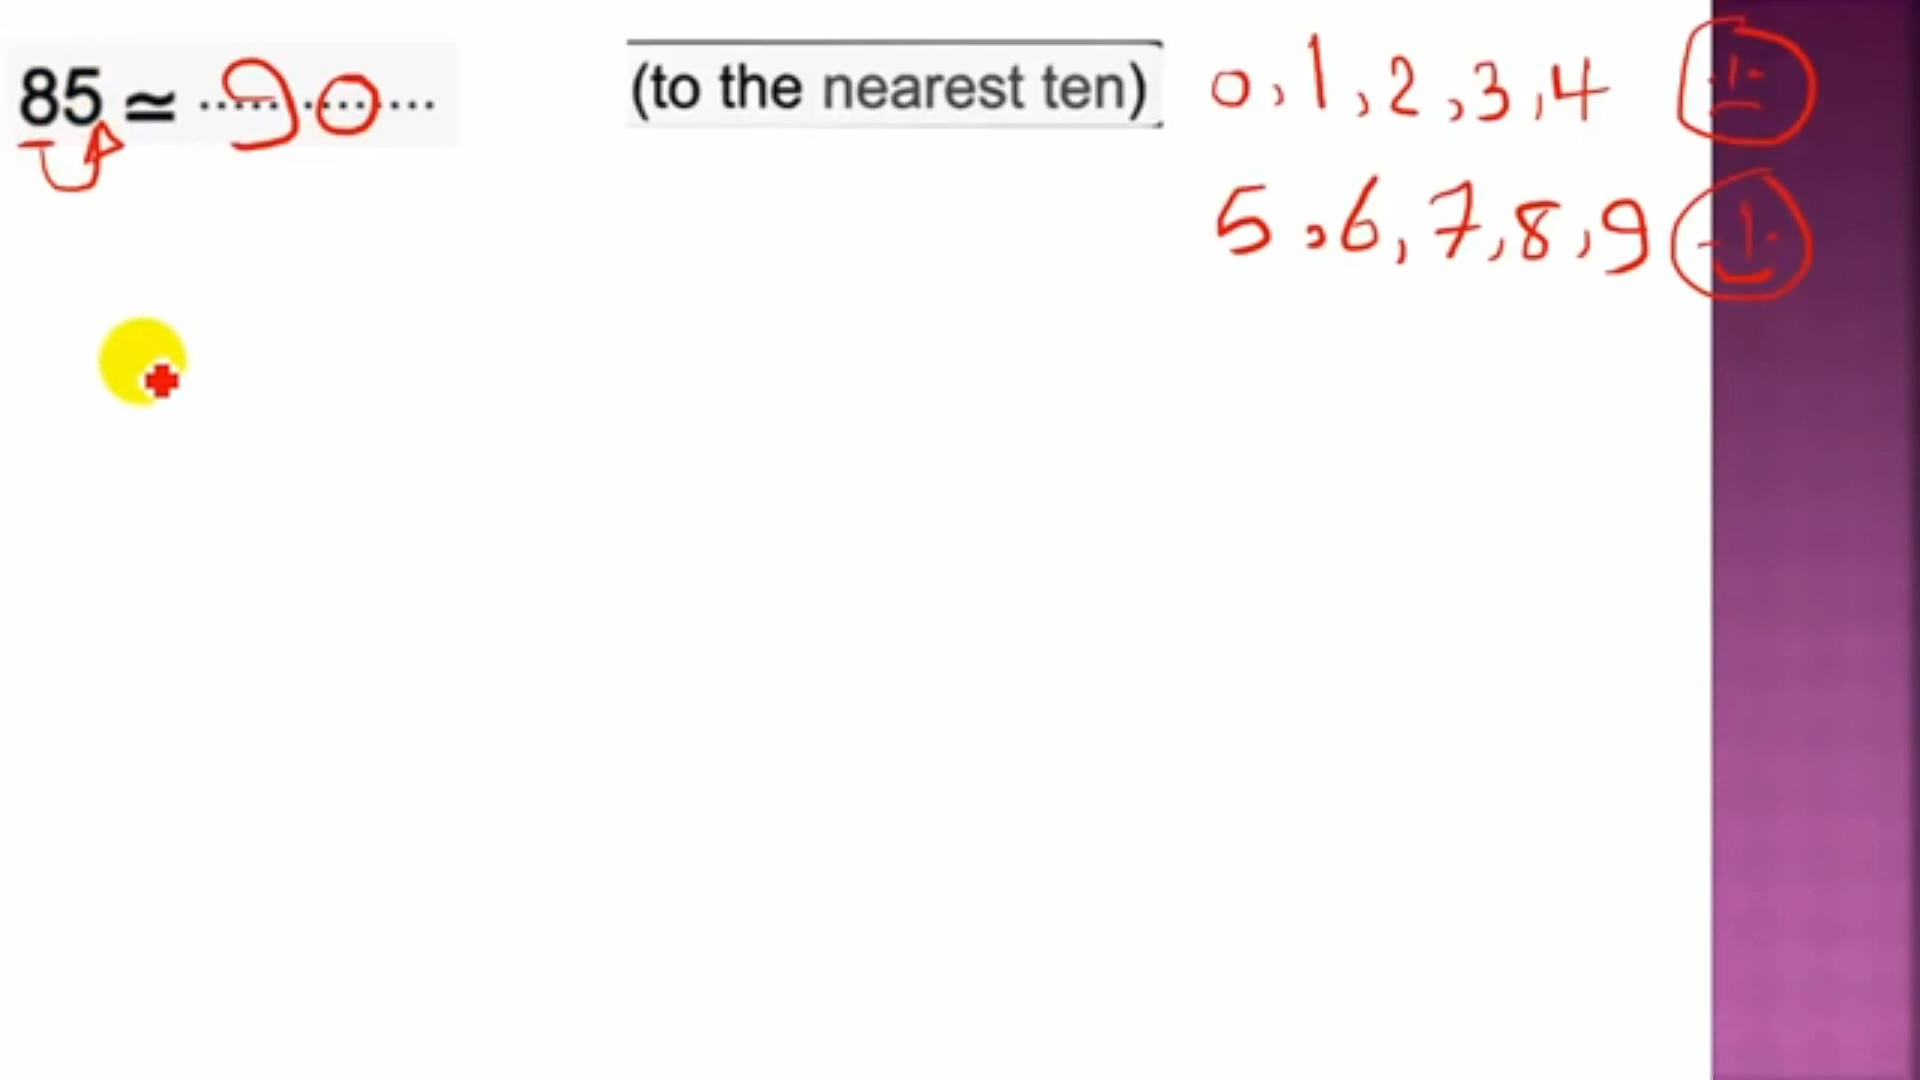 85 ≃ ......90...... (to the nearest ten) 0,1,2,3,4
5,6,7,8,9